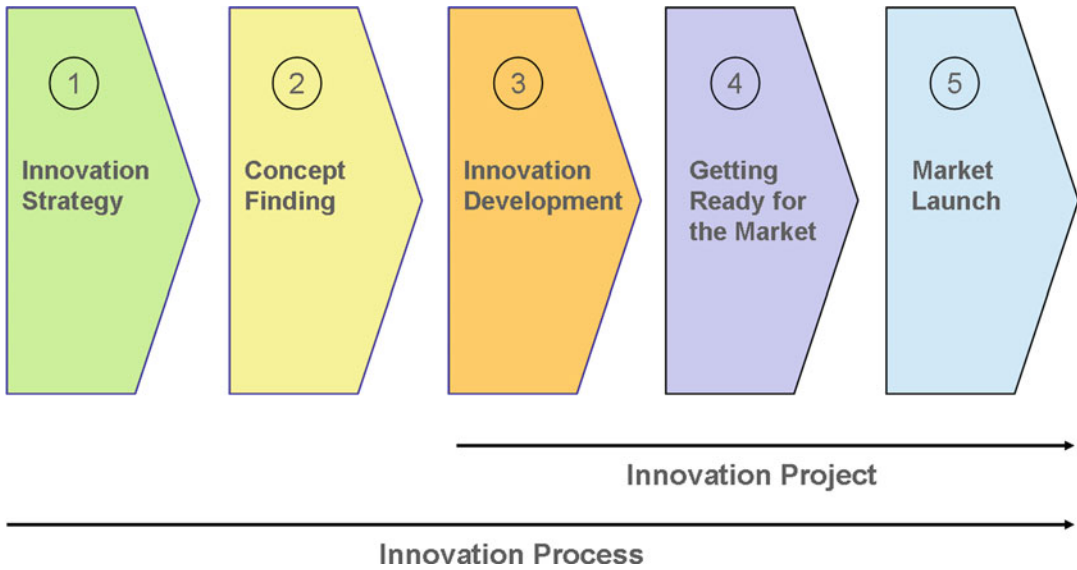 1
Innovation
Strategy
2
Concept
Finding
3
Innovation
Development
4
Getting
Ready for
the Market
5
Market
Launch
Innovation Project
Innovation Process